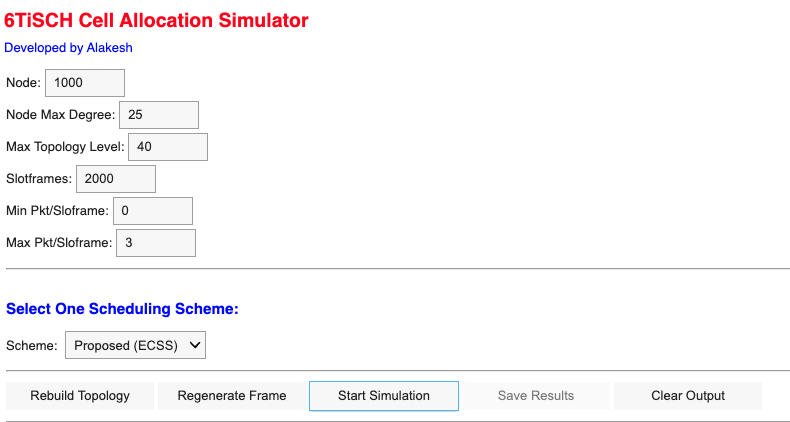 6TiSCH Cell Allocation Simulator
Developed by Alakesh
Node: 1000
Node Max Degree: 25
Max Topology Level: 40
Slotframes: 2000
Min Pkt/Sloframe: 0
Max Pkt/Sloframe: 3
Select One Scheduling Scheme:
Scheme: Proposed (ECSS)
Rebuild Topology Regenerate Frame Start Simulation Save Results Clear Output